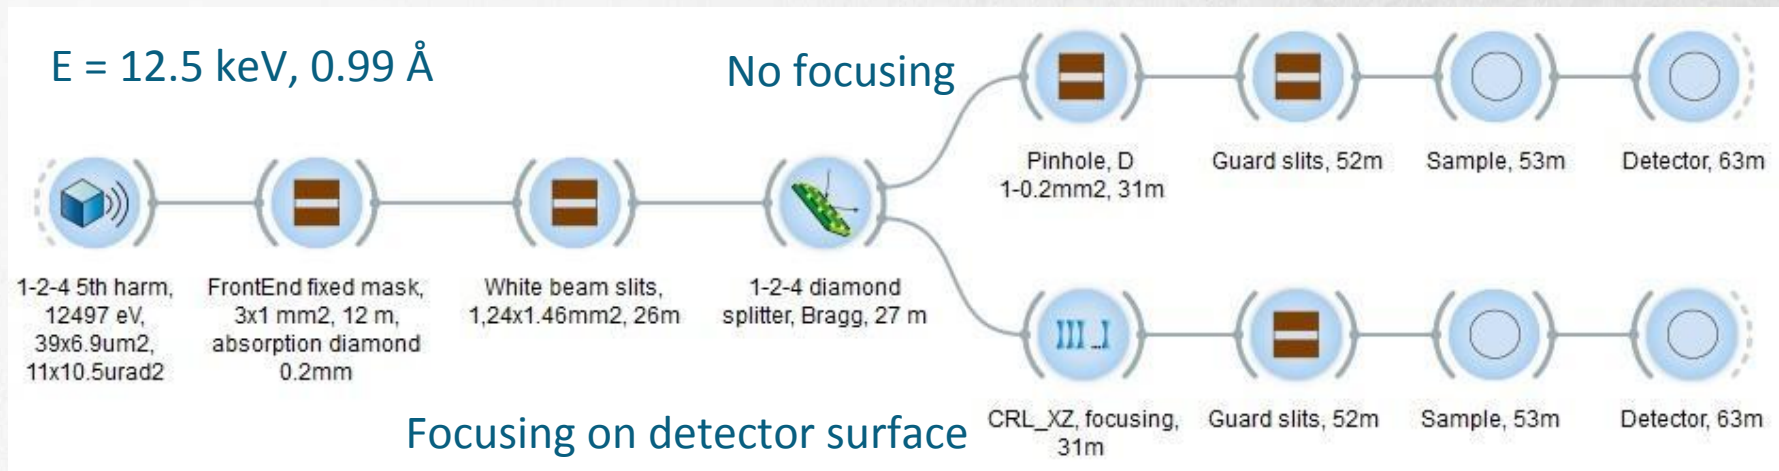 E = 12.5 keV, 0.99 Å
No focusing
Pinhole, D
1-0.2mm2, 31m
Guard slits, 52m
Sample, 53m
Detector, 63m
1-2-4 5th harm,
12497 eV,
39x6.9um2,
11x10.5urad2
FrontEnd fixed mask,
3x1 mm2, 12 m,
absorption diamond
0.2mm
White beam slits,
1,24x1.46mm2, 26m
1-2-4 diamond
splitter, Bragg, 27 m
Focusing on detector surface
CRL_XZ, focusing,
31m
Guard slits, 52m
Sample, 53m
Detector, 63m